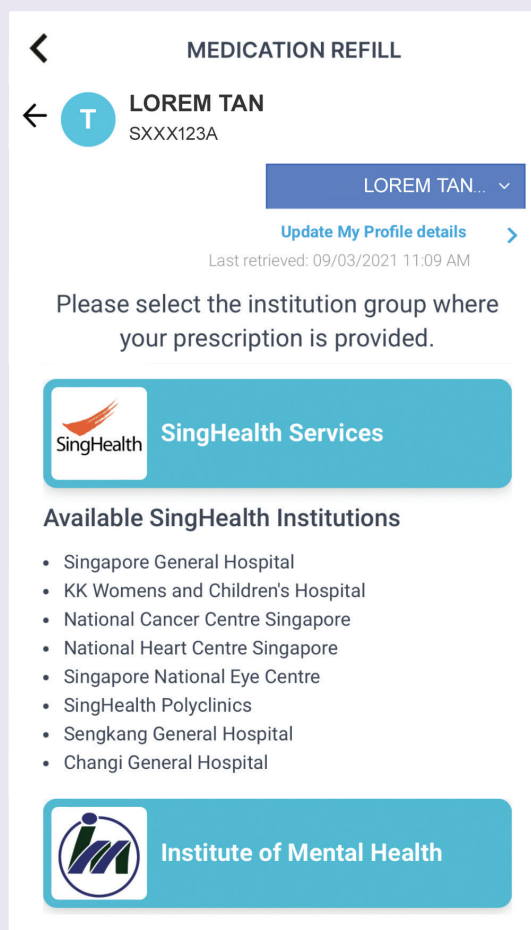 MEDICATION REFILL
T
LOREM TAN
SXXX123A
LOREM TAN...
Update My Profile details
Last retrieved: 09/03/2021 11:09 AM
Please select the institution group where
your prescription is provided.
SingHealth
SingHealth Services
Available SingHealth Institutions
• Singapore General Hospital
• KK Womens and Children's Hospital
• National Cancer Centre Singapore
• National Heart Centre Singapore
• Singapore National Eye Centre
• SingHealth Polyclinics
• Sengkang General Hospital
• Changi General Hospital
im
Institute of Mental Health